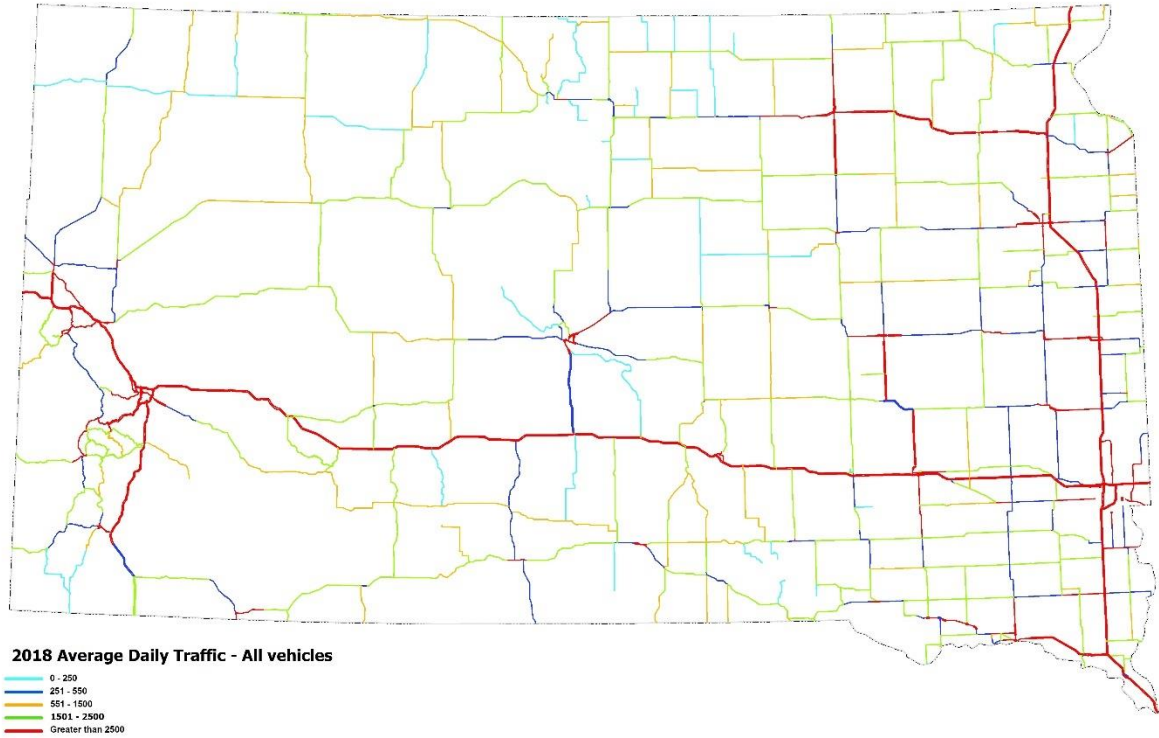 2018 Average Daily Traffic - All vehicles
0 - 250
251 - 550
551 - 1500
1501 - 2500
Greater than 2500